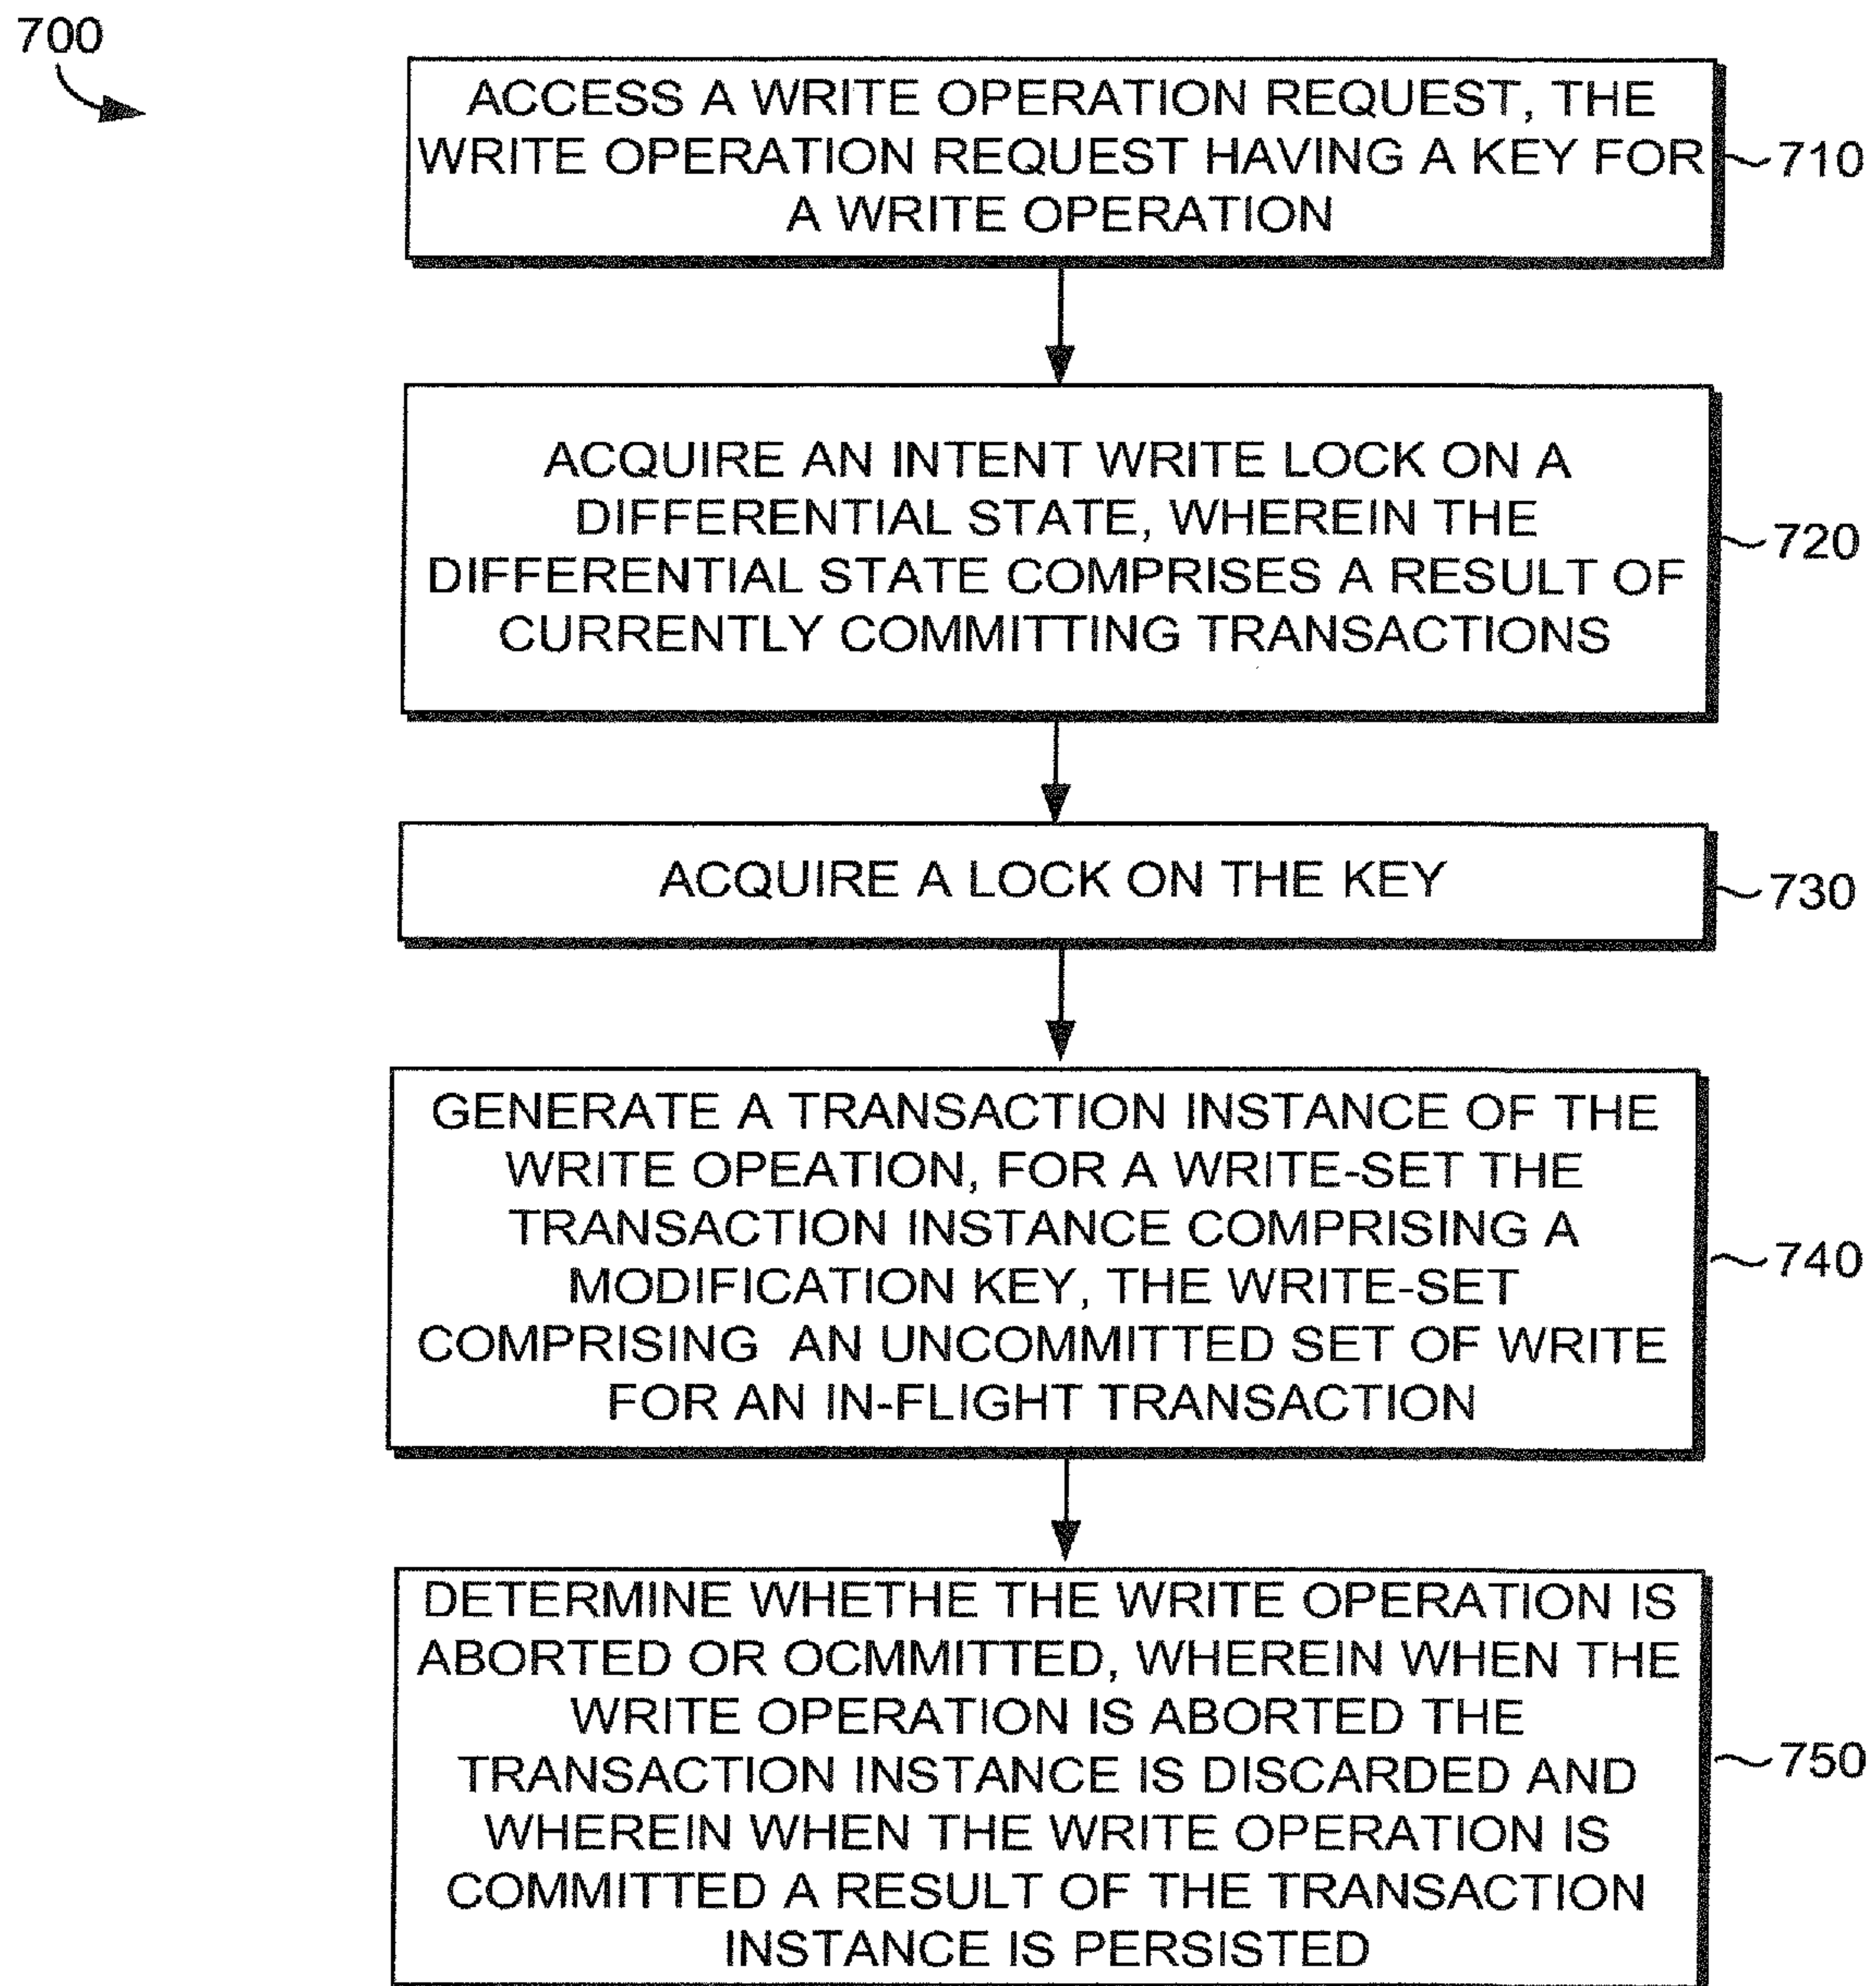 700
ACCESS A WRITE OPERATION REQUEST, THE
WRITE OPERATION REQUEST HAVING A KEY FOR
A WRITE OPERATION
710
ACQUIRE AN INTENT WRITE LOCK ON A
DIFFERENTIAL STATE, WHEREIN THE
DIFFERENTIAL STATE COMPRISES A RESULT OF
CURRENTLY COMMITTING TRANSACTIONS
720
ACQUIRE A LOCK ON THE KEY
730
GENERATE A TRANSACTION INSTANCE OF THE
WRITE OPEATION, FOR A WRITE-SET THE
TRANSACTION INSTANCE COMPRISING A
MODIFICATION KEY, THE WRITE-SET
COMPRISING AN UNCOMMITTED SET OF WRITE
FOR AN IN-FLIGHT TRANSACTION
740
DETERMINE WHETHE THE WRITE OPERATION IS
ABORTED OR OCMMITTED, WHEREIN WHEN THE
WRITE OPERATION IS ABORTED THE
TRANSACTION INSTANCE IS DISCARDED AND
WHEREIN WHEN THE WRITE OPERATION IS
COMMITTED A RESULT OF THE TRANSACTION
INSTANCE IS PERSISTED
750